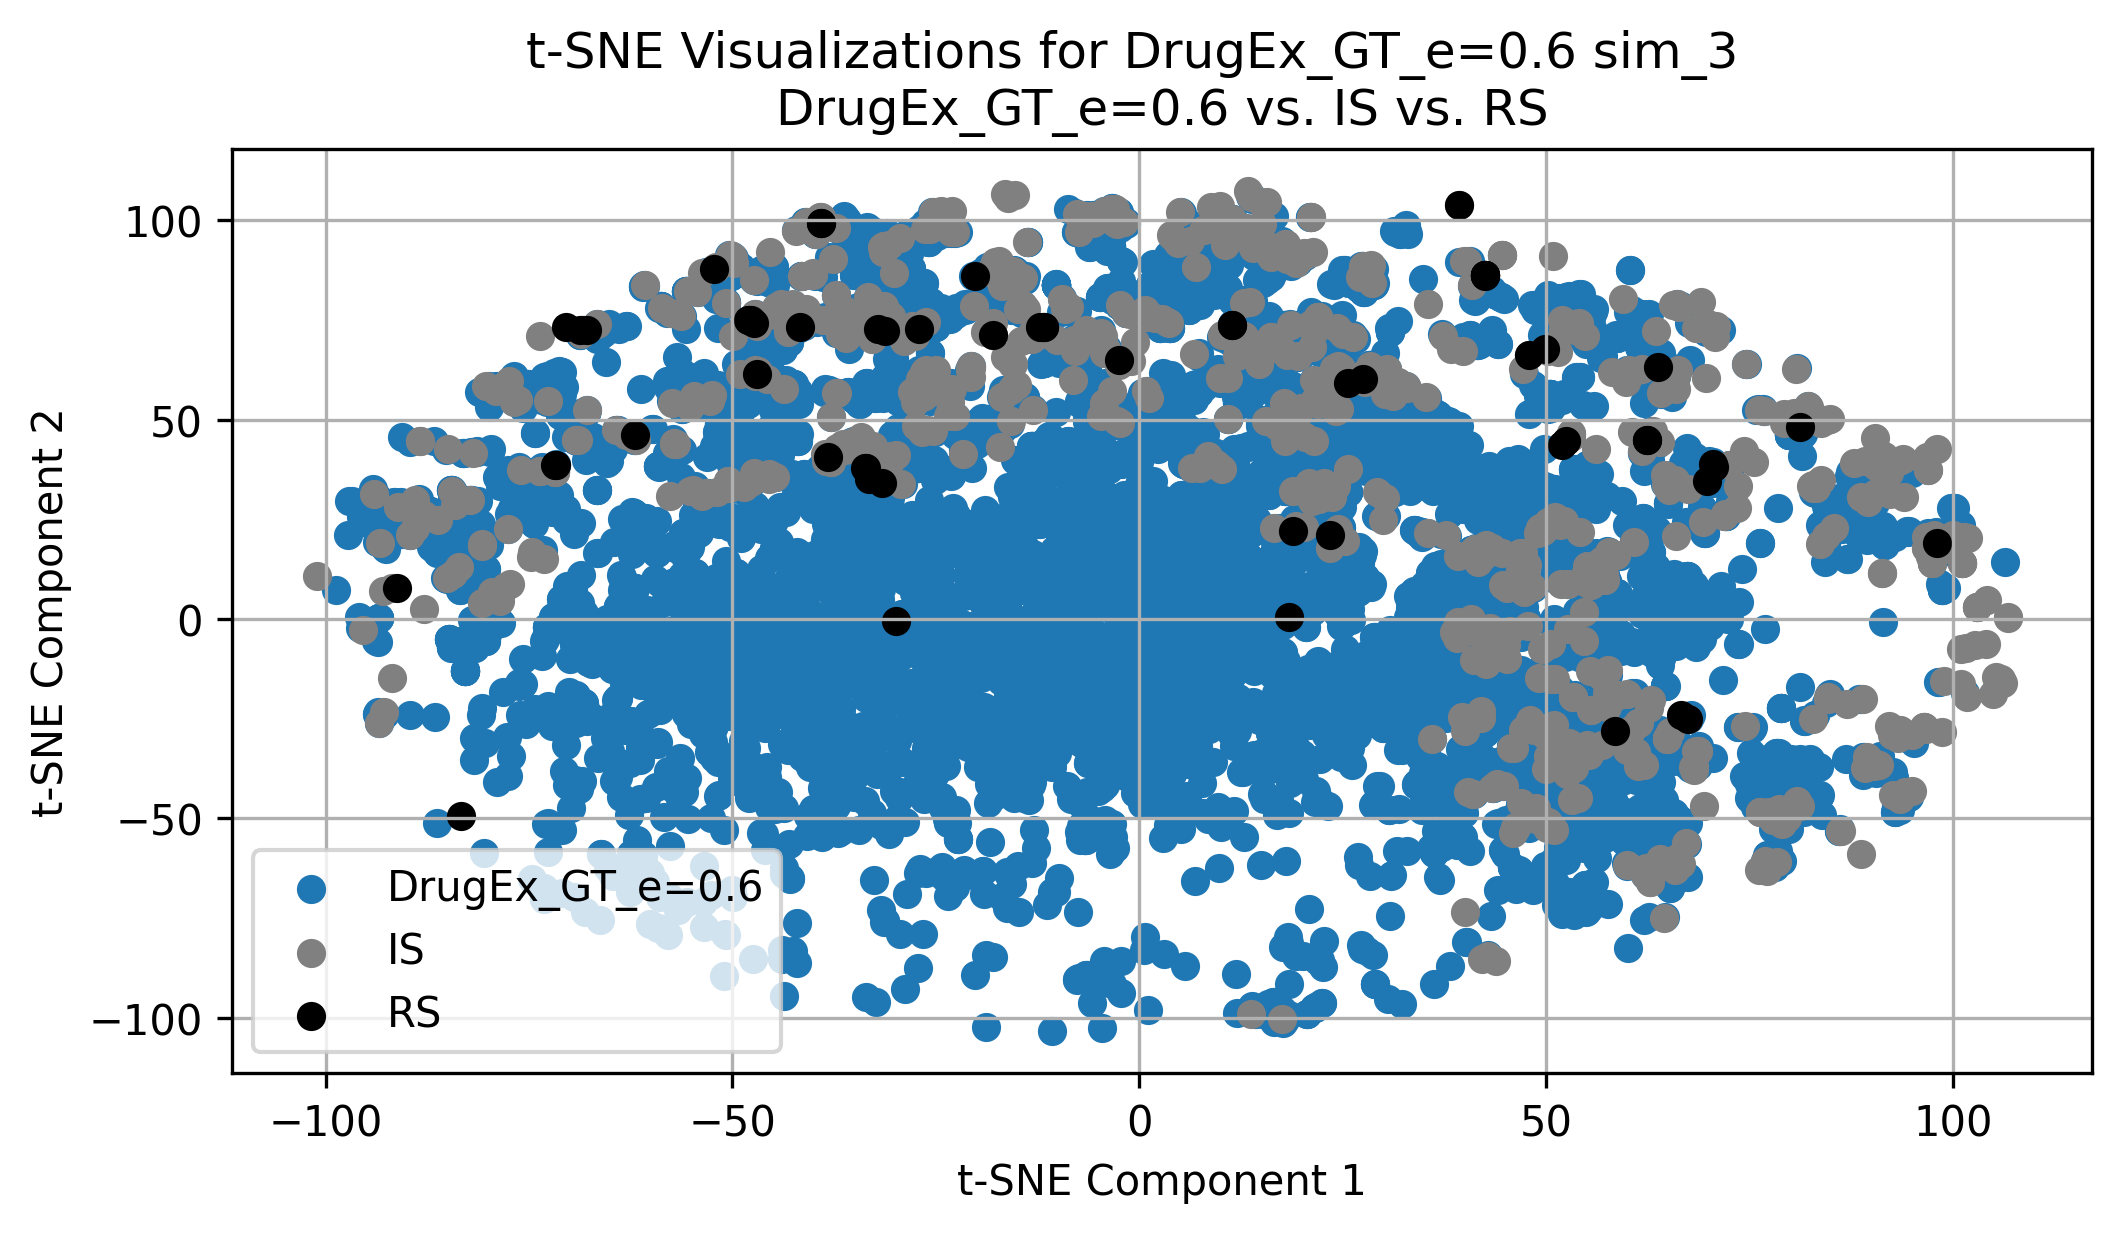 t-SNE Visualizations for DrugEx_GT_e=0.6 sim_3
DrugEx_GT_e=0.6 vs. IS vs. RS
t-SNE Component 2
100
50
0
−50
−100
DrugEx_GT_e=0.6
IS
RS
−100
−50
0
50
100
t-SNE Component 1